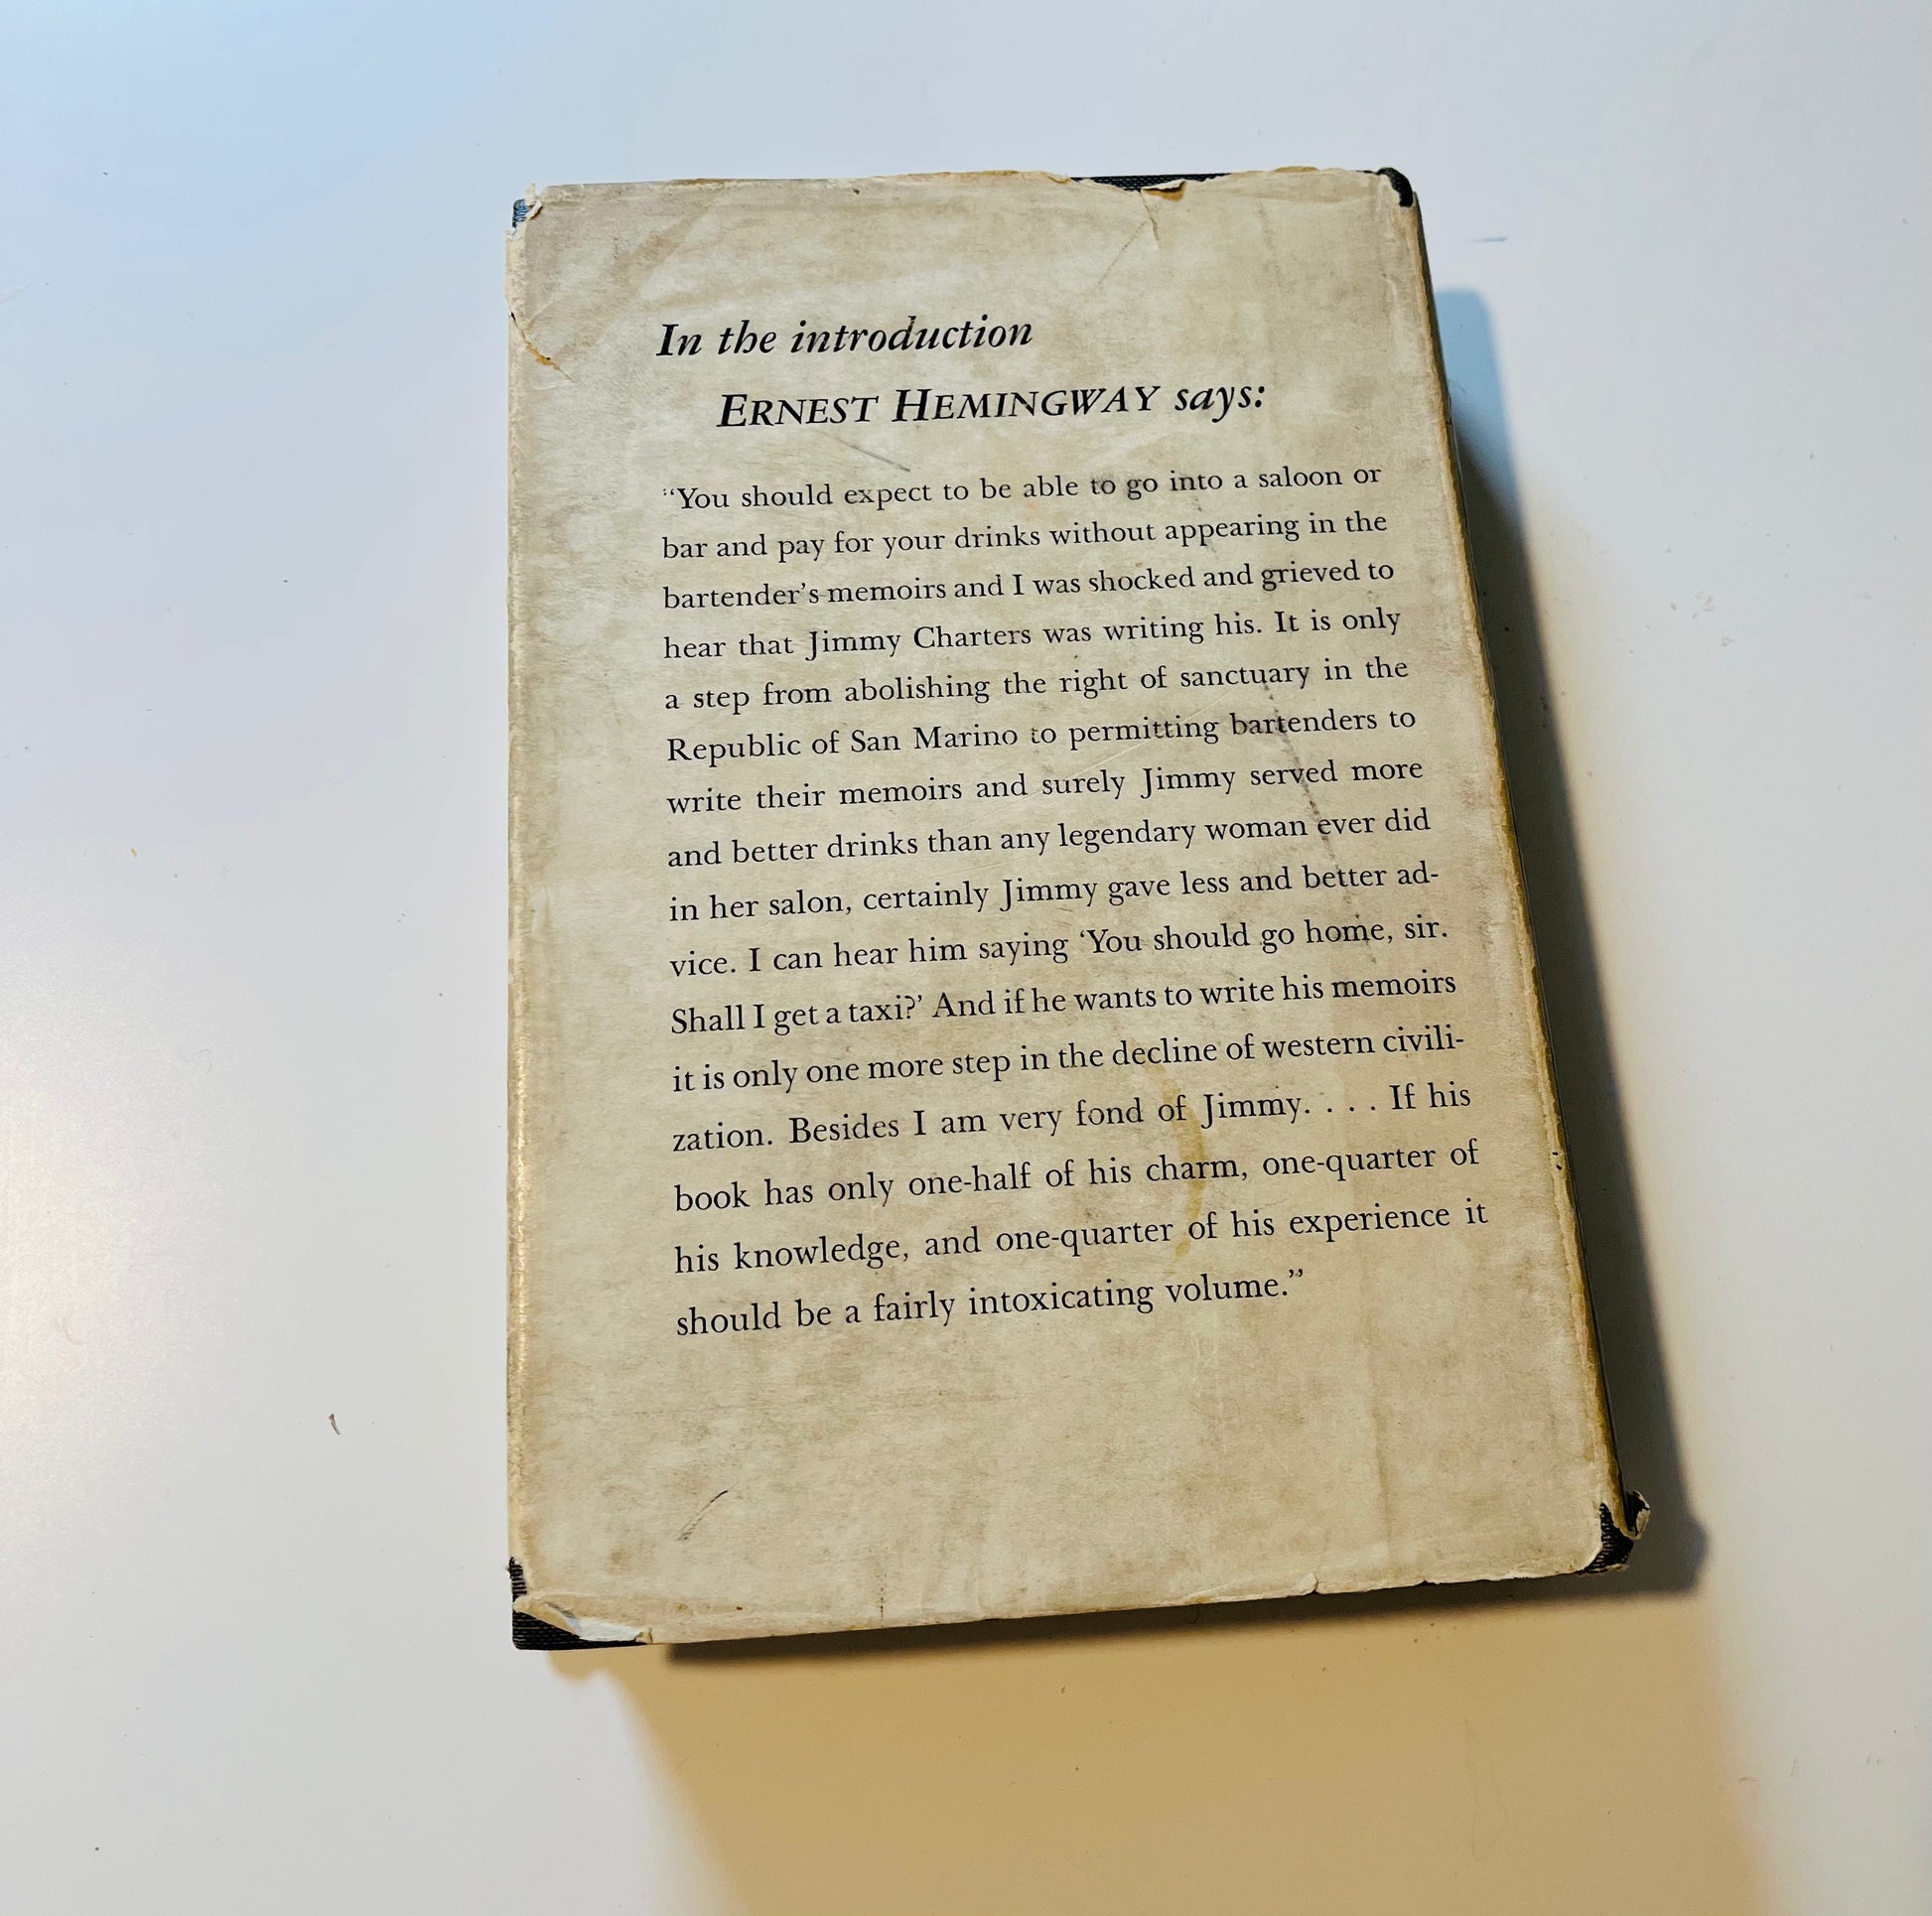 In the introduction
ERNEST HEMINGWAY says:
“You should expect to be able to go into a saloon or
bar and pay for your drinks without appearing in the
bartender’s memoirs and I was shocked and grieved to
hear that Jimmy Charters was writing his. It is only
a step from abolishing the right of sanctuary in the
Republic of San Marino to permitting bartenders to
write their memoirs and surely Jimmy served more
and better drinks than any legendary woman ever did
in her salon, certainly Jimmy gave less and better ad-
vice. I can hear him saying ‘You should go home, sir.
Shall I get a taxi?’ And if he wants to write his memoirs
it is only one more step in the decline of western civili-
zation. Besides I am very fond of Jimmy. . . . If his
book has only one-half of his charm, one-quarter of
his knowledge, and one-quarter of his experience it
should be a fairly intoxicating volume.”